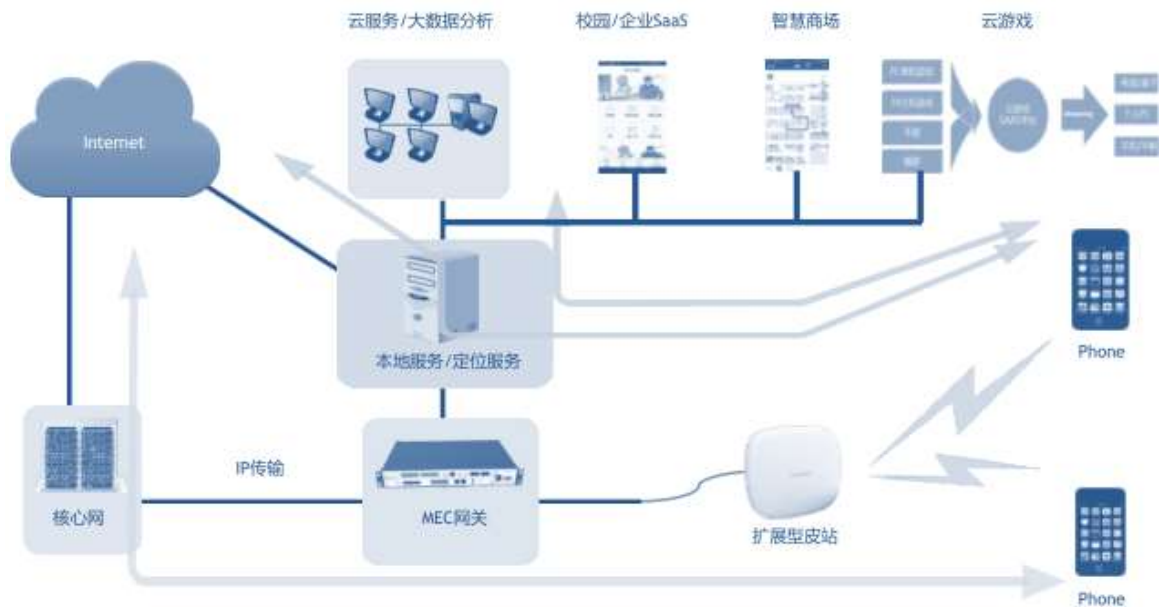 云服务/大数据分析
校园/企业SaaS
智慧商场
云游戏
Internet
本地服务/定位服务
Phone
IP传输
核心网
MEC网关
扩展型皮站
Phone